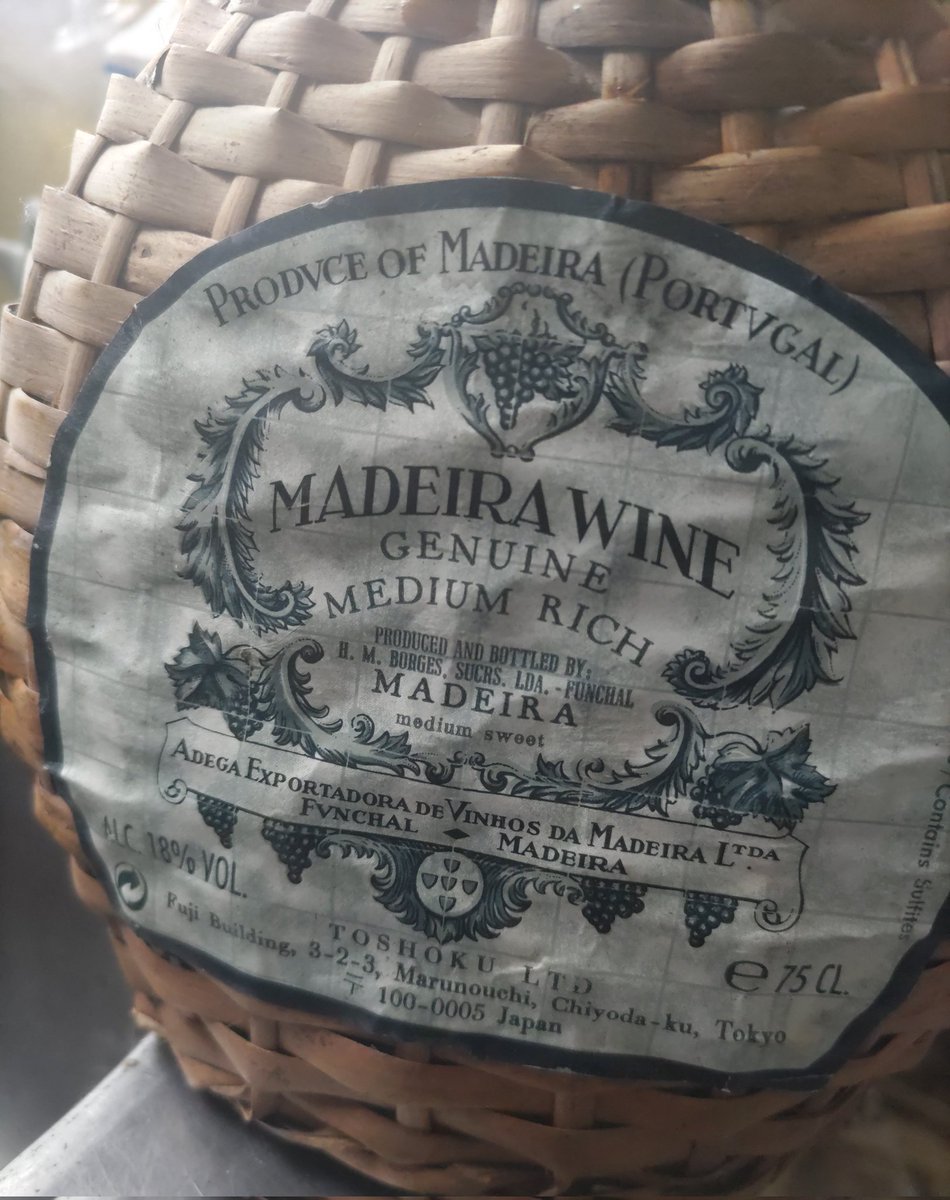 PRODVCE OF MADEIRA (PORTVGAL)
MADEIRA WINE
GENUINE
MEDIUM RICH
PRODUCED AND BOTTLED BY:
H. M. BORGES, SUCRS. LDA. - FUNCHAL
MADEIRA
medium sweet
ADEGA EXPORTADORA DE VINHOS DA MADEIRA LTDA
FVNCHAL ◆ MADEIRA
ALC. 18% VOL.
e 75 CL.
TOSHOKU LTD
Fuji Building, 3-2-3, Marunouchi, Chiyoda-ku, Tokyo
〒 100-0005 Japan
Contains Sulfites